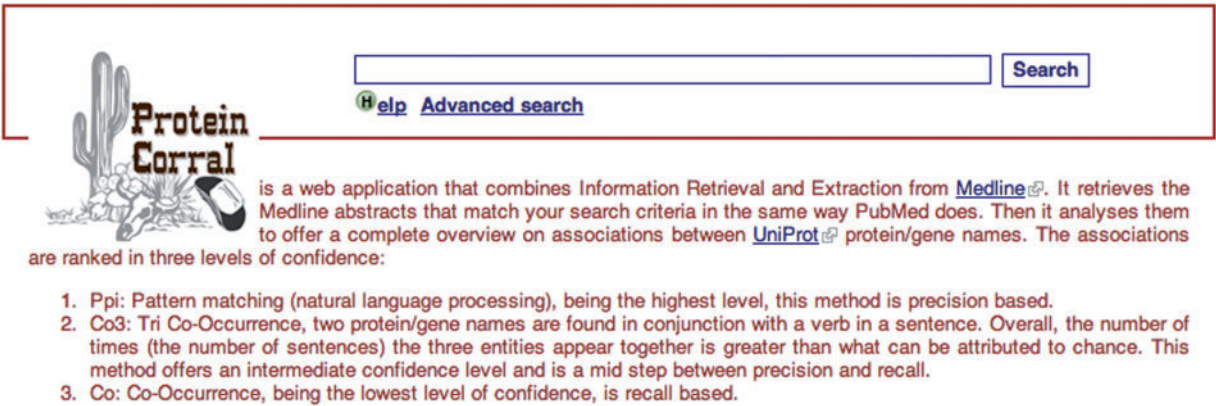 Search
Help Advanced search
Protein
Corral
is a web application that combines Information Retrieval and Extraction from Medline. It retrieves the
Medline abstracts that match your search criteria in the same way PubMed does. Then it analyses them
to offer a complete overview on associations between UniProt protein/gene names. The associations
are ranked in three levels of confidence:
1. Ppi: Pattern matching (natural language processing), being the highest level, this method is precision based.
2. Co3: Tri Co-Occurrence, two protein/gene names are found in conjunction with a verb in a sentence. Overall, the number of
times (the number of sentences) the three entities appear together is greater than what can be attributed to chance. This
method offers an intermediate confidence level and is a mid step between precision and recall.
3. Co: Co-Occurrence, being the lowest level of confidence, is recall based.